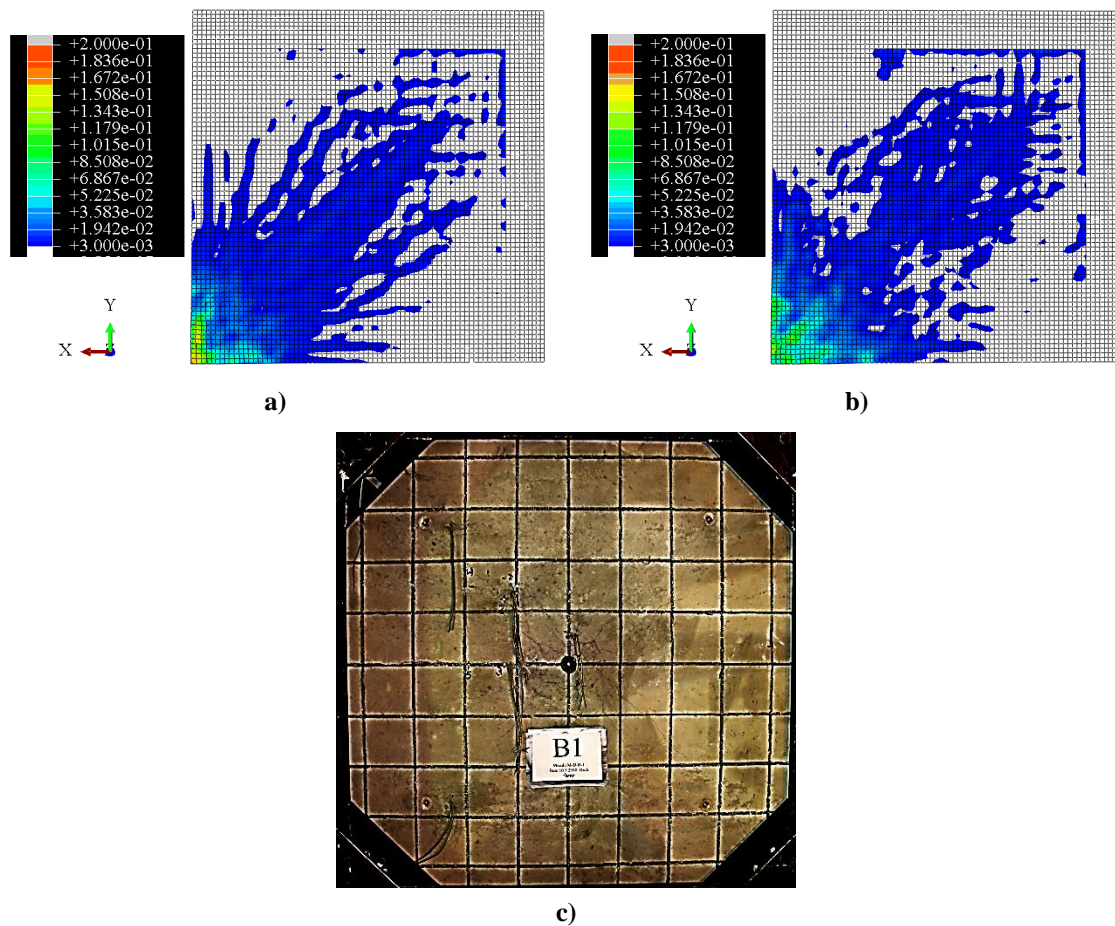 +2.000e-01
+1.836e-01
+1.672e-01
+1.508e-01
+1.343e-01
+1.179e-01
+1.015e-01
+8.508e-02
+6.867e-02
+5.225e-02
+3.583e-02
+1.942e-02
+3.000e-03
Y
X
a)
+2.000e-01
+1.836e-01
+1.672e-01
+1.508e-01
+1.343e-01
+1.179e-01
+1.015e-01
+8.508e-02
+6.867e-02
+5.225e-02
+3.583e-02
+1.942e-02
+3.000e-03
Y
X
b)
B1
c)